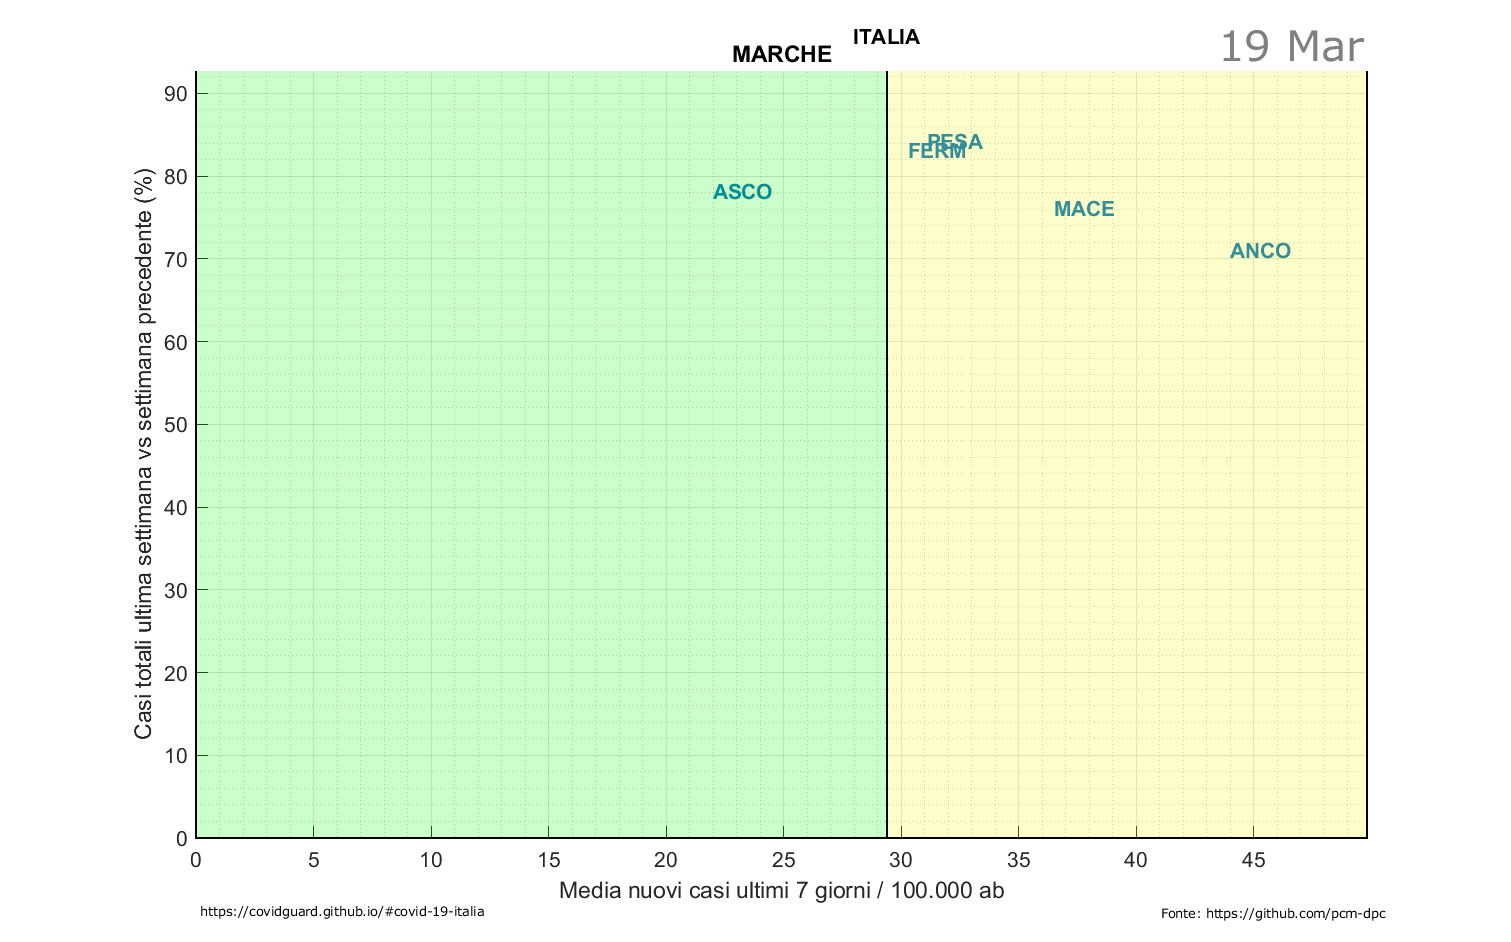 ITALIA
MARCHE
19 Mar
90
80
70
60
50
40
30
20
10
0
Casi totali ultima settimana vs settimana precedente (%)
PESA
FERM
ASCO
MACE
ANCO
0 5 10 15 20 25 30 35 40 45
Media nuovi casi ultimi 7 giorni / 100.000 ab
https://covidguard.github.io/#covid-19-italia
Fonte: https://github.com/pcm-dpc